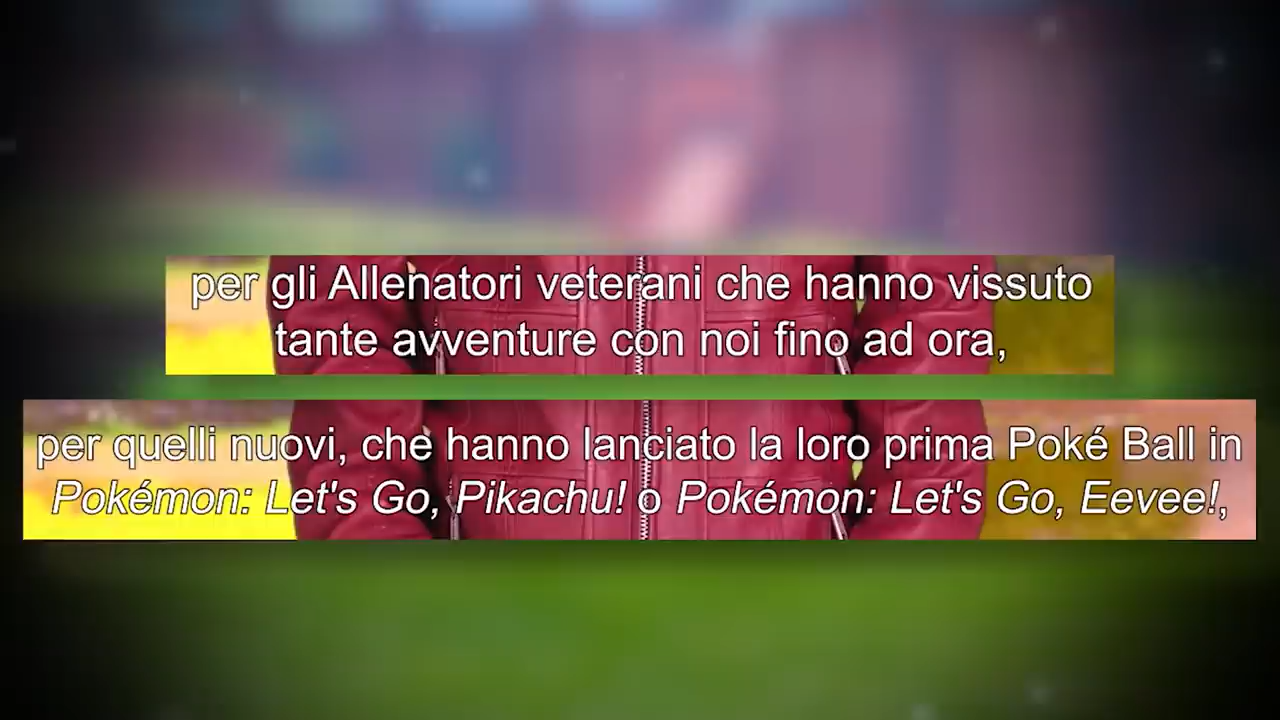 per gli Allenatori veterani che hanno vissuto
tante avventure con noi fino ad ora,
per quelli nuovi, che hanno lanciato la loro prima Poké Ball in
Pokémon: Let's Go, Pikachu! o Pokémon: Let's Go, Eevee!,